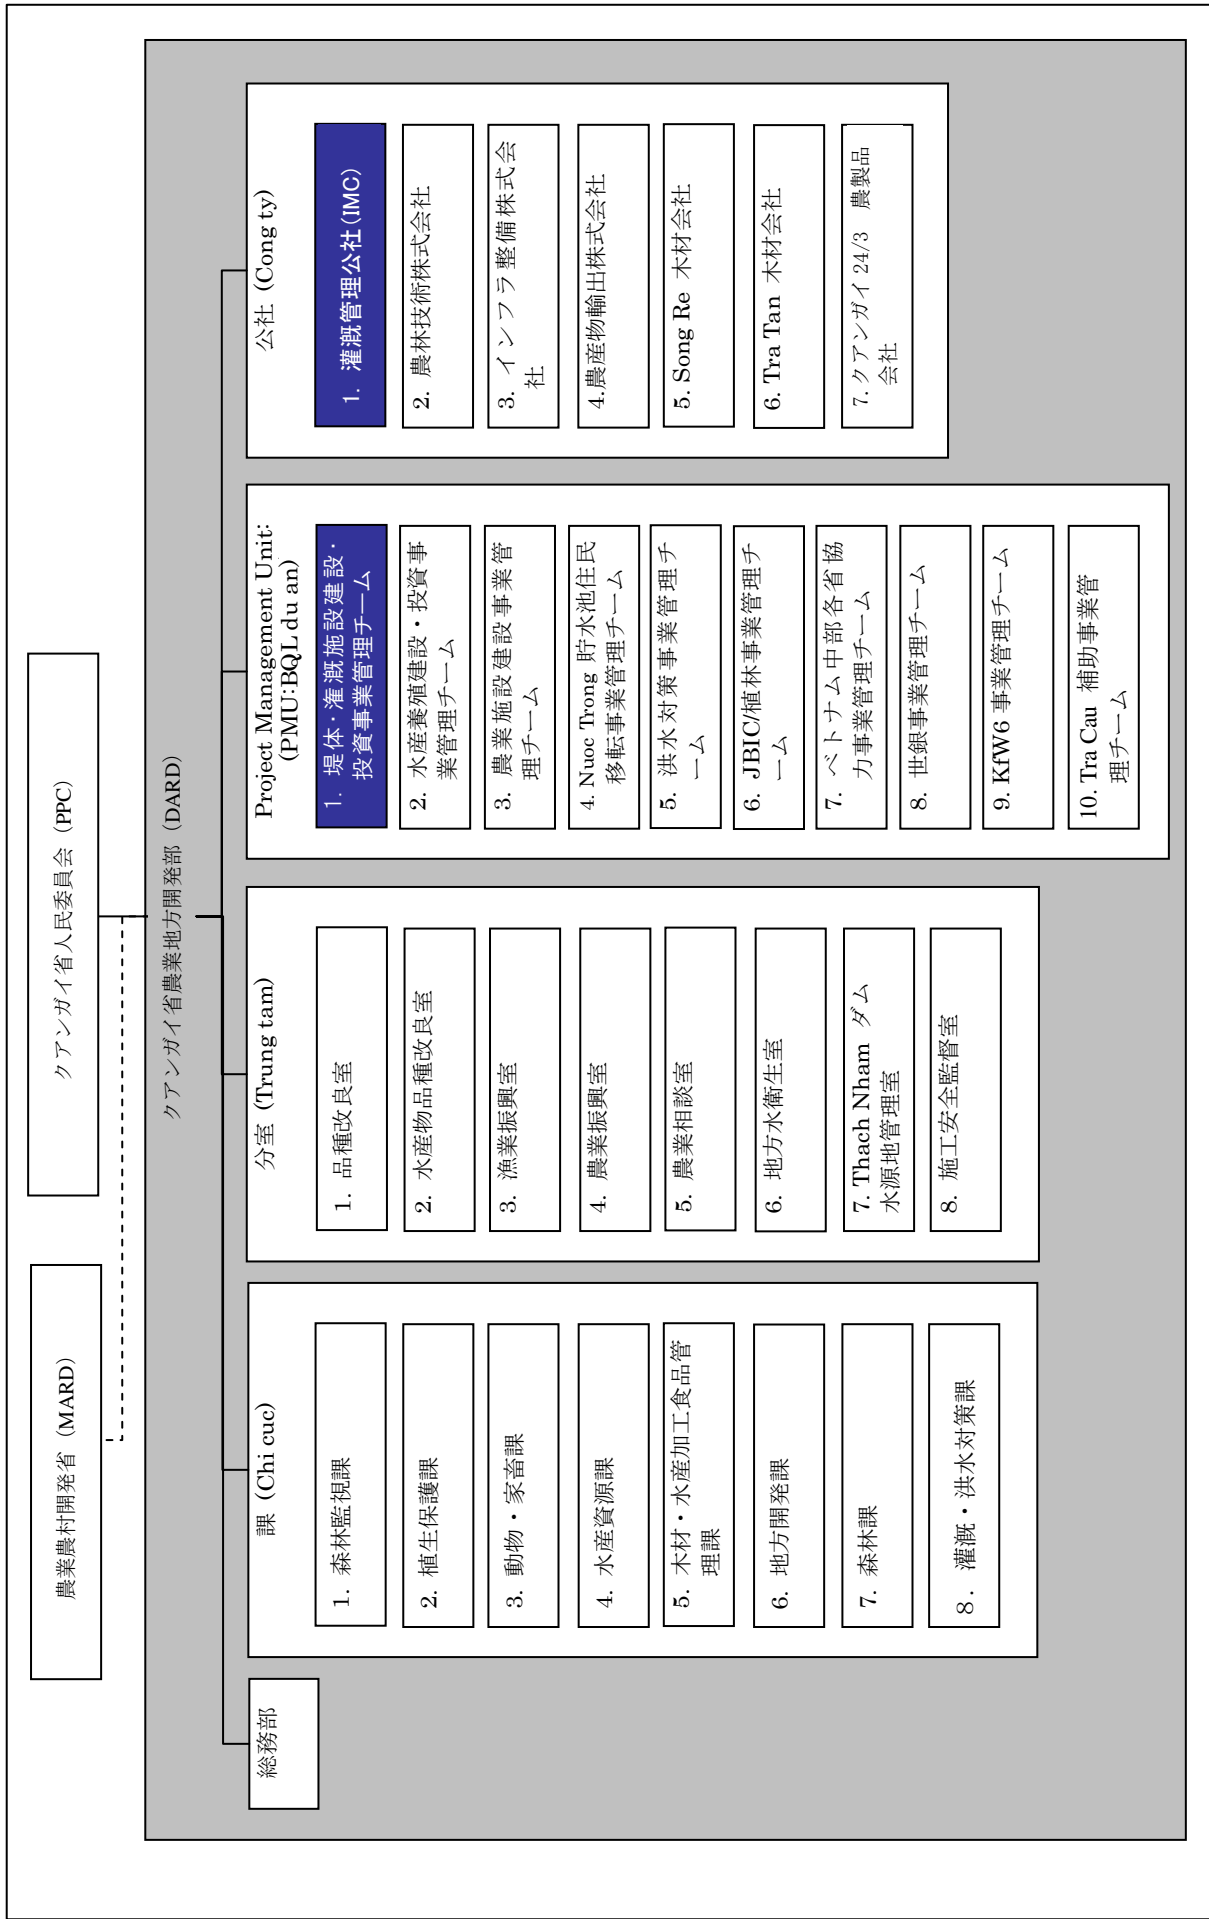 農業農村開発省 (MARD)
クアンガイ省人民委員会 (PPC)
クアンガイ省農業地方開発部 (DARD)
総務部
課 (Chi cuc)
1. 森林監視課
2. 植生保護課
3. 動物・家畜課
4. 水産資源課
5. 木材・水産加工食品管
理課
6. 地方開発課
7. 森林課
8. 灌漑・洪水対策課
分室 (Trung tam)
1. 品種改良室
2. 水産物品種改良室
3. 漁業振興室
4. 農業振興室
5. 農業相談室
6. 地方水衛生室
7. Thach Nham ダム
水源地管理室
8. 施工安全監督室
Project Management Unit:
(PMU:BQL du an)
1. 堤体・灌漑施設建設・
投資事業管理チーム
2. 水産養殖建設・投資事
業管理チーム
3. 農業施設建設事業管
理チーム
4. Nuoc Trong 貯水池住民
移転事業管理チーム
5. 洪水対策事業管理チ
ーム
6. JBIC/植林事業管理チ
ーム
7. ベトナム中部各省協
力事業管理チーム
8. 世銀事業管理チーム
9. KfW6 事業管理チーム
10. Tra Cau 補助事業管
理チーム
公社 (Cong ty)
1. 灌漑管理公社(IMC)
2. 農林技術株式会社
3. インフラ整備株式会
社
4.農産物輸出株式会社
5. Song Re 木材会社
6. Tra Tan 木材会社
7. クアンガイ 24/3 農製品
会社